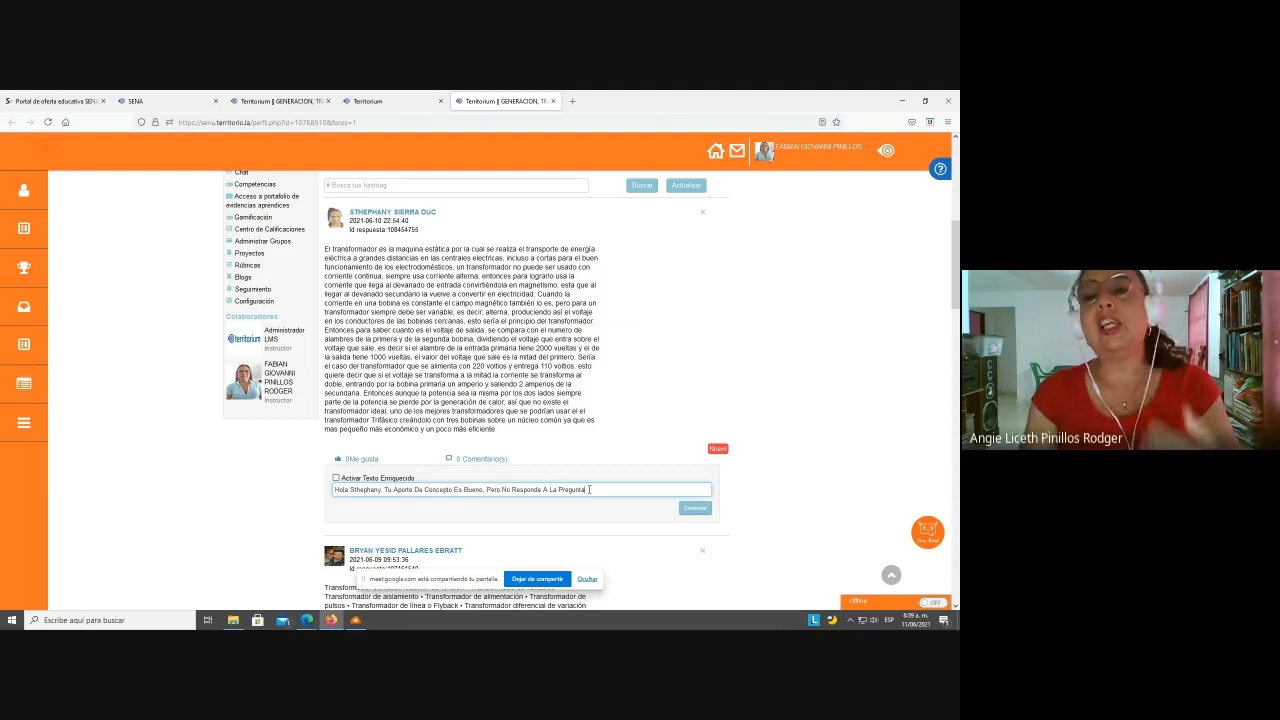 Portal de oferta educativa SENA
SENA
Territorium || GENERACION, TR
Territorium
Territorium || GENERACION, TR
https://sena.territorio.la/perfil.php?id=10768510&foros=1
FABIAN GIOVANNI PINILLOS
Chat
Competencias
Acceso a portafolio de
evidencias aprendices
Gamificación
Centro de Calificaciones
Administrar Grupos
Proyectos
Rúbricas
Blogs
Seguimiento
Configuración
Colaboradores
territorium
Administrador
LMS
Instructor
FABIAN
GIOVANNI
PINILLOS
RODGER
Instructor
# Busca tus hashtag
Buscar
Actualizar
STHEPHANY SIERRA DUC
2021-06-10 22:54:40
Id respuesta:108454755
El transformador es la maquina estática por la cual se realiza el transporte de energía
eléctrica a grandes distancias en las centrales electricas, incluso a cortas para el buen
funcionamiento de los electrodomésticos, un transformador no puede ser usado con
corriente continua, siempre usa corriente alterna, entonces para lograrlo usa la
corriente que llega al devanado de entrada convirtiéndola en magnetismo, esta que al
llegar al devanado secundario la vuelve a convertir en electricidad. Cuando la
corriente en una bobina es constante el campo magnético también lo es, pero para un
transformador siempre debe ser variable, es decir, alterna, produciendo así el voltaje
en los conductores de las bobinas cercanas, esto sería el principio del transformador.
Entonces para saber cuanto es el voltaje de salida, se compara con el numero de
alambres de la primera y de la segunda bobina, dividiendo el voltaje que entra sobre el
voltaje que sale, es decir si el alambre de la entrada primaria tiene 2000 vueltas y el de
la salida tiene 1000 vueltas, el valor del voltaje que sale es la mitad del primero. Sería
el caso del transformador que se alimenta con 220 voltios y entrega 110 voltios, esto
quiere decir que si el voltaje se transforma a la mitad la corriente se transforma al
doble, entrando por la bobina primaria un amperio y saliendo 2 amperios de la
secundaria. Entonces aunque la potencia sea la misma por los dos lados siempre
parte de la potencia se pierde por la generación de calor, así que no existe el
transformador ideal, uno de los mejores transformadores que se podrían usar el el
transformador Trifásico creándolo con tres bobinas sobre un núcleo común ya que es
mas pequeño más económico y un poco más eficiente.
Nuevo
0Me gusta
0 Comentario(s)
Activar Texto Enriquecido
Hola Sthephany, Tu Aporte De Concepto Es Bueno, Pero No Responde A La Pregunta
Comentar
BRYAN YESID PALLARES EBRATT
2021-06-09 09:53:36
meet.google.com está compartiendo tu pantalla.
Dejar de compartir
Ocultar
Transformador de aislamiento • Transformador de alimentación • Transformador de
pulsos • Transformador de línea o Flyback • Transformador diferencial de variación
Offline
OFF
Escribe aquí para buscar
ESP
11/06/2021
Angie Liceth Pinillos Rodger